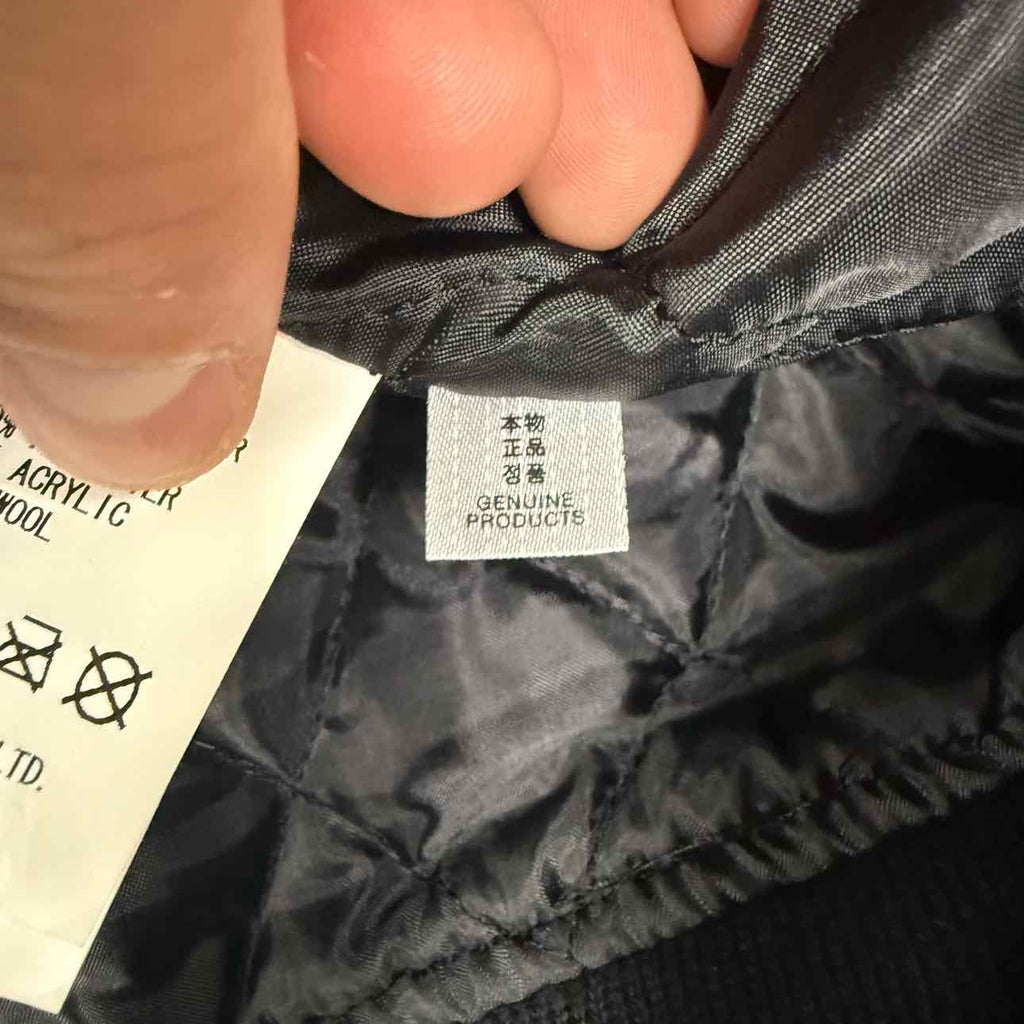 本物
正品
정품
GENUINE
PRODUCTS
ACRYLIC
WOOL
LTD.